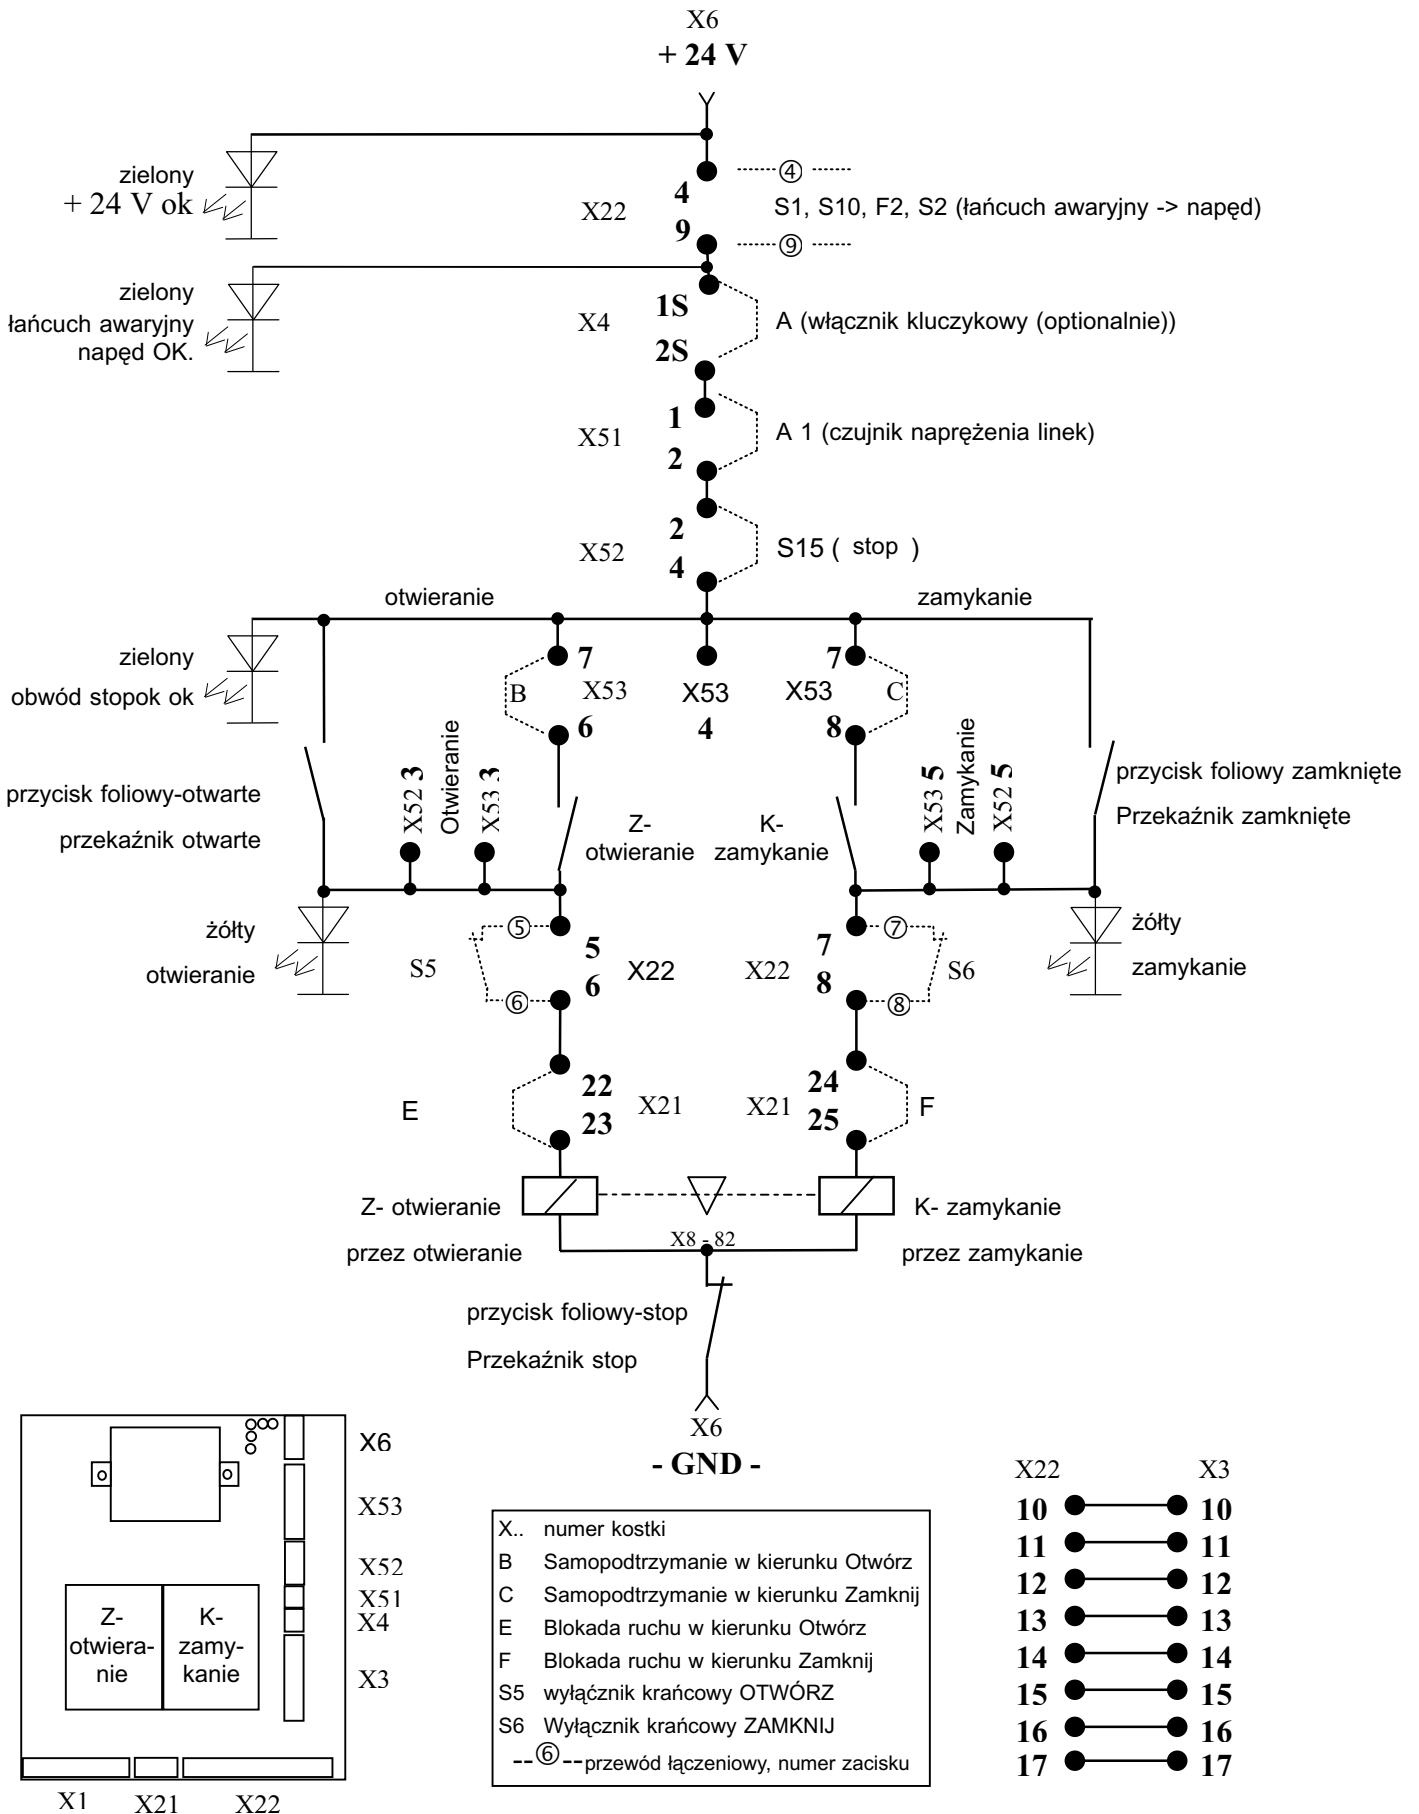 X6
+ 24 V
zielony
+ 24 V ok
X22
4
9
④
S1, S10, F2, S2 (łańcuch awaryjny -> napęd)
⑨
zielony
łańcuch awaryjny
napęd OK.
X4
1S
2S
A (włącznik kluczykowy (optionalnie))
X51
1
2
A 1 (czujnik naprężenia linek)
X52
2
4
S15 ( stop )
otwieranie
zamykanie
zielony
obwód stopok ok
B
7
X53
6
X53
4
7
X53
8
C
przycisk foliowy-otwarte
przekaźnik otwarte
X52 3
Otwieranie
X53 3
Z-
otwieranie
K-
zamykanie
X53 5
Zamykanie
X52 5
przycisk foliowy zamknięte
Przekaźnik zamknięte
żółty
otwieranie
S5
⑤
⑥
5
6
X22
X22
7
8
⑦
⑧
S6
żółty
zamykanie
E
22
23
X21
X21
24
25
F
Z- otwieranie
przez otwieranie
X8 - 82
K- zamykanie
przez zamykanie
przycisk foliowy-stop
Przekaźnik stop
X6
- GND -
X6
X53
X52
X51
X4
X3
Z-
otwiera-
nie
K-
zamy-
kanie
X1
X21
X22
X.. numer kostki
B Samopodtrzymanie w kierunku Otwórz
C Samopodtrzymanie w kierunku Zamknij
E Blokada ruchu w kierunku Otwórz
F Blokada ruchu w kierunku Zamknij
S5 wyłąćznik krańcowy OTWÓRZ
S6 Wyłącznik krańcowy ZAMKNIJ
--⑥--przewód łączeniowy, numer zacisku
X22 X3
10 10
11 11
12 12
13 13
14 14
15 15
16 16
17 17